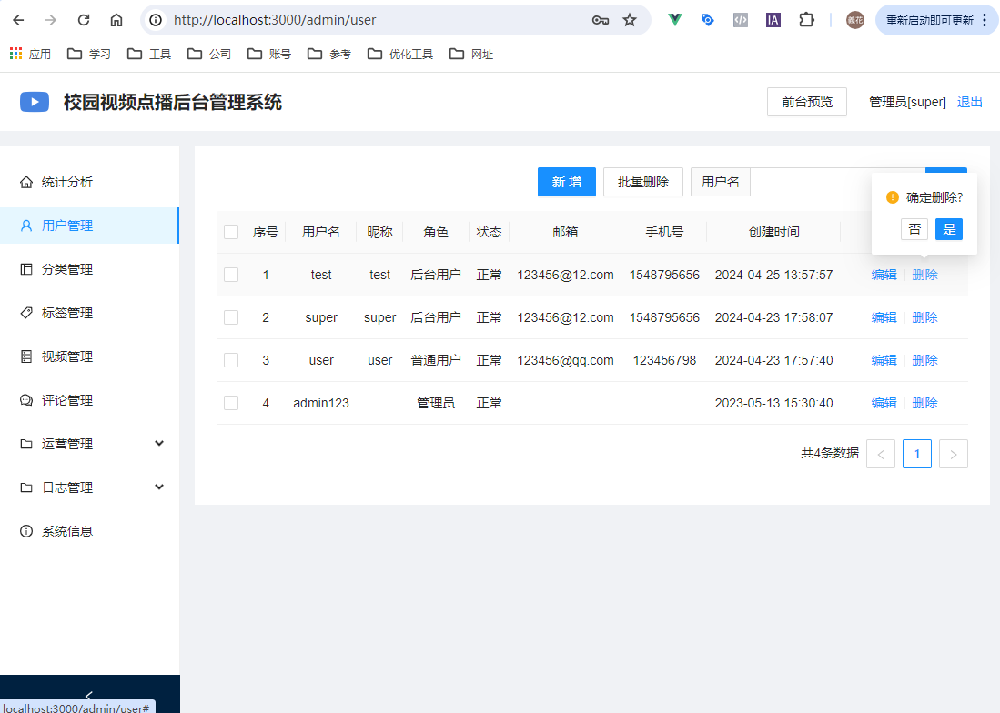 http://localhost:3000/admin/user
IA
義花
重新启动即可更新
应用 学习 工具 公司 账号 参考 优化工具 网址
校园视频点播后台管理系统
前台预览 管理员[super] 退出
统计分析
用户管理
分类管理
标签管理
视频管理
评论管理
运营管理
日志管理
系统信息
新 增 批量删除 用户名
确定删除?
否 是
序号 用户名 昵称 角色 状态 邮箱 手机号 创建时间
1 test test 后台用户 正常 123456@12.com 1548795656 2024-04-25 13:57:57 编辑 删除
2 super super 后台用户 正常 123456@12.com 1548795656 2024-04-23 17:58:07 编辑 删除
3 user user 普通用户 正常 123456@qq.com 123456798 2024-04-23 17:57:40 编辑 删除
4 admin123 管理员 正常 2023-05-13 15:30:40 编辑 删除
共4条数据 < 1 >
localhost:3000/admin/user#